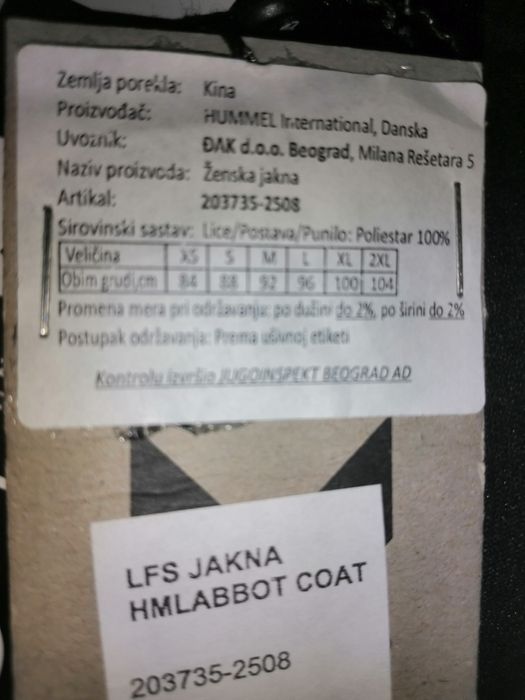 Zemlja porekla: Kina
Proizvođač: HUMMEL International, Danska
Uvoznik: ĐAK d.o.o. Beograd, Milana Rešetara 5
Naziv proizvoda: Ženska jakna
Artikal: 203735-2508
Sirovinski sastav: Lice/Postava/Punilo: Poliestar 100%
Veličina XS S M L XL 2XL
Obim grudi,cm 84 88 92 96 100 104
Promena mera pri održavanju: po dužini do 2%, po širini do 2%
Postupak održavanja: Prema ušivnoj etiketi
Kontrolu izvršio JUGOINSPEKT BEOGRAD AD
LFS JAKNA
HMLABBOT COAT
203735-2508